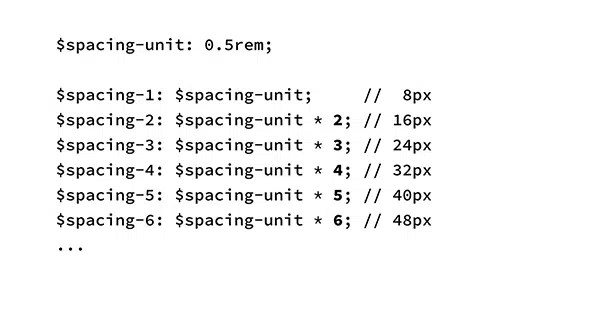 $spacing-unit: 0.5rem;
$spacing-1: $spacing-unit;     //  8px
$spacing-2: $spacing-unit * 2; // 16px
$spacing-3: $spacing-unit * 3; // 24px
$spacing-4: $spacing-unit * 4; // 32px
$spacing-5: $spacing-unit * 5; // 40px
$spacing-6: $spacing-unit * 6; // 48px
...